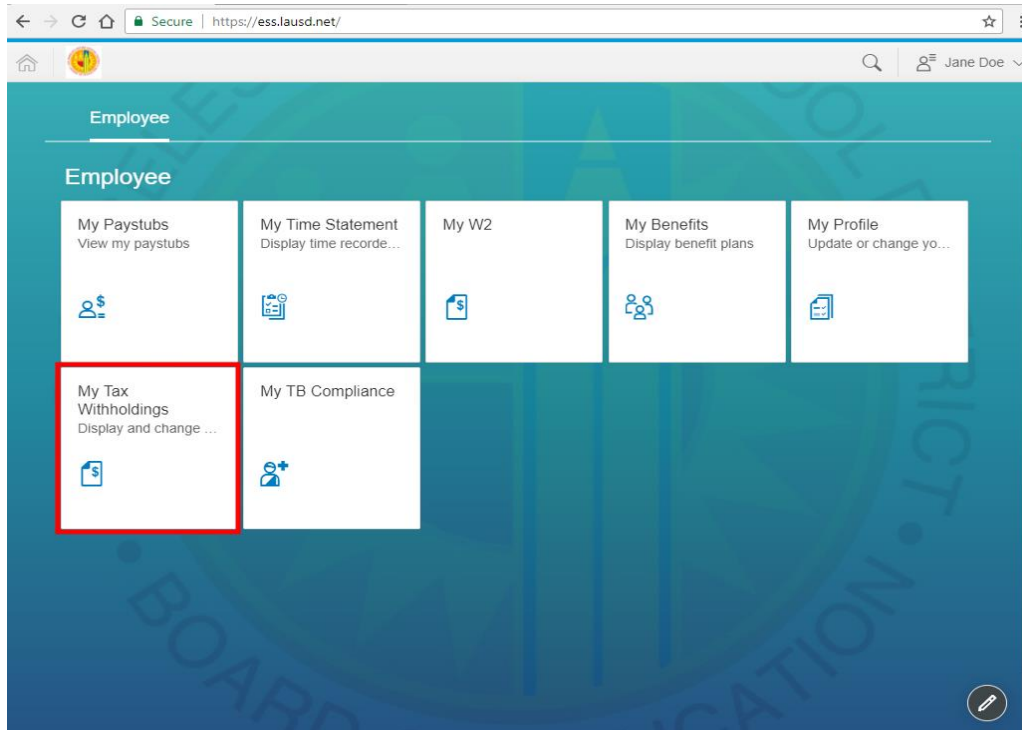 Secure | https://ess.lausd.net/
Jane Doe
Employee
Employee
My Paystubs
View my paystubs
My Time Statement
Display time recorde...
My W2
My Benefits
Display benefit plans
My Profile
Update or change yo...
My Tax
Withholdings
Display and change ...
My TB Compliance
BOARD